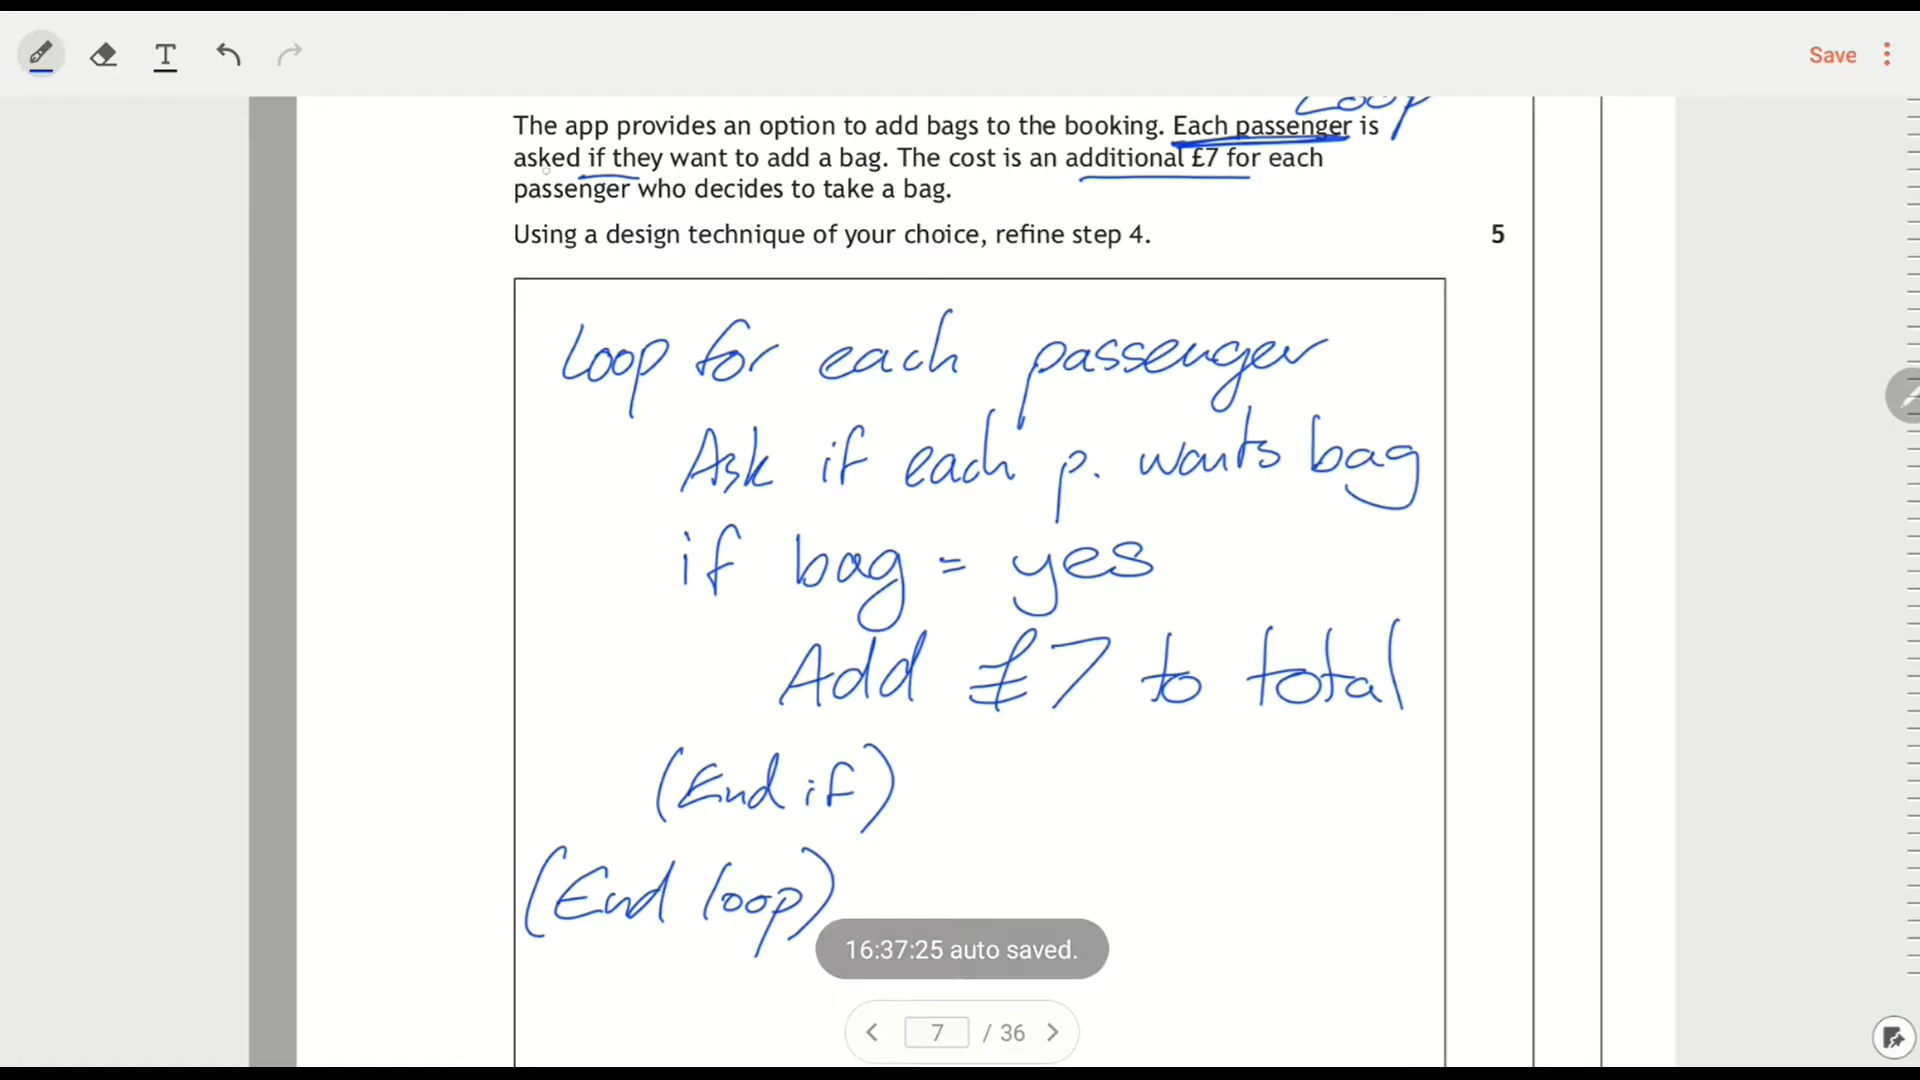 T
Save
Loop
The app provides an option to add bags to the booking. Each passenger is
asked if they want to add a bag. The cost is an additional £7 for each
passenger who decides to take a bag.
Using a design technique of your choice, refine step 4.
5
Loop for each passenger
Ask if each p. wants bag
if bag = yes
Add £7 to total
(End if)
(End loop)
16:37:25 auto saved.
< 7 / 36 >